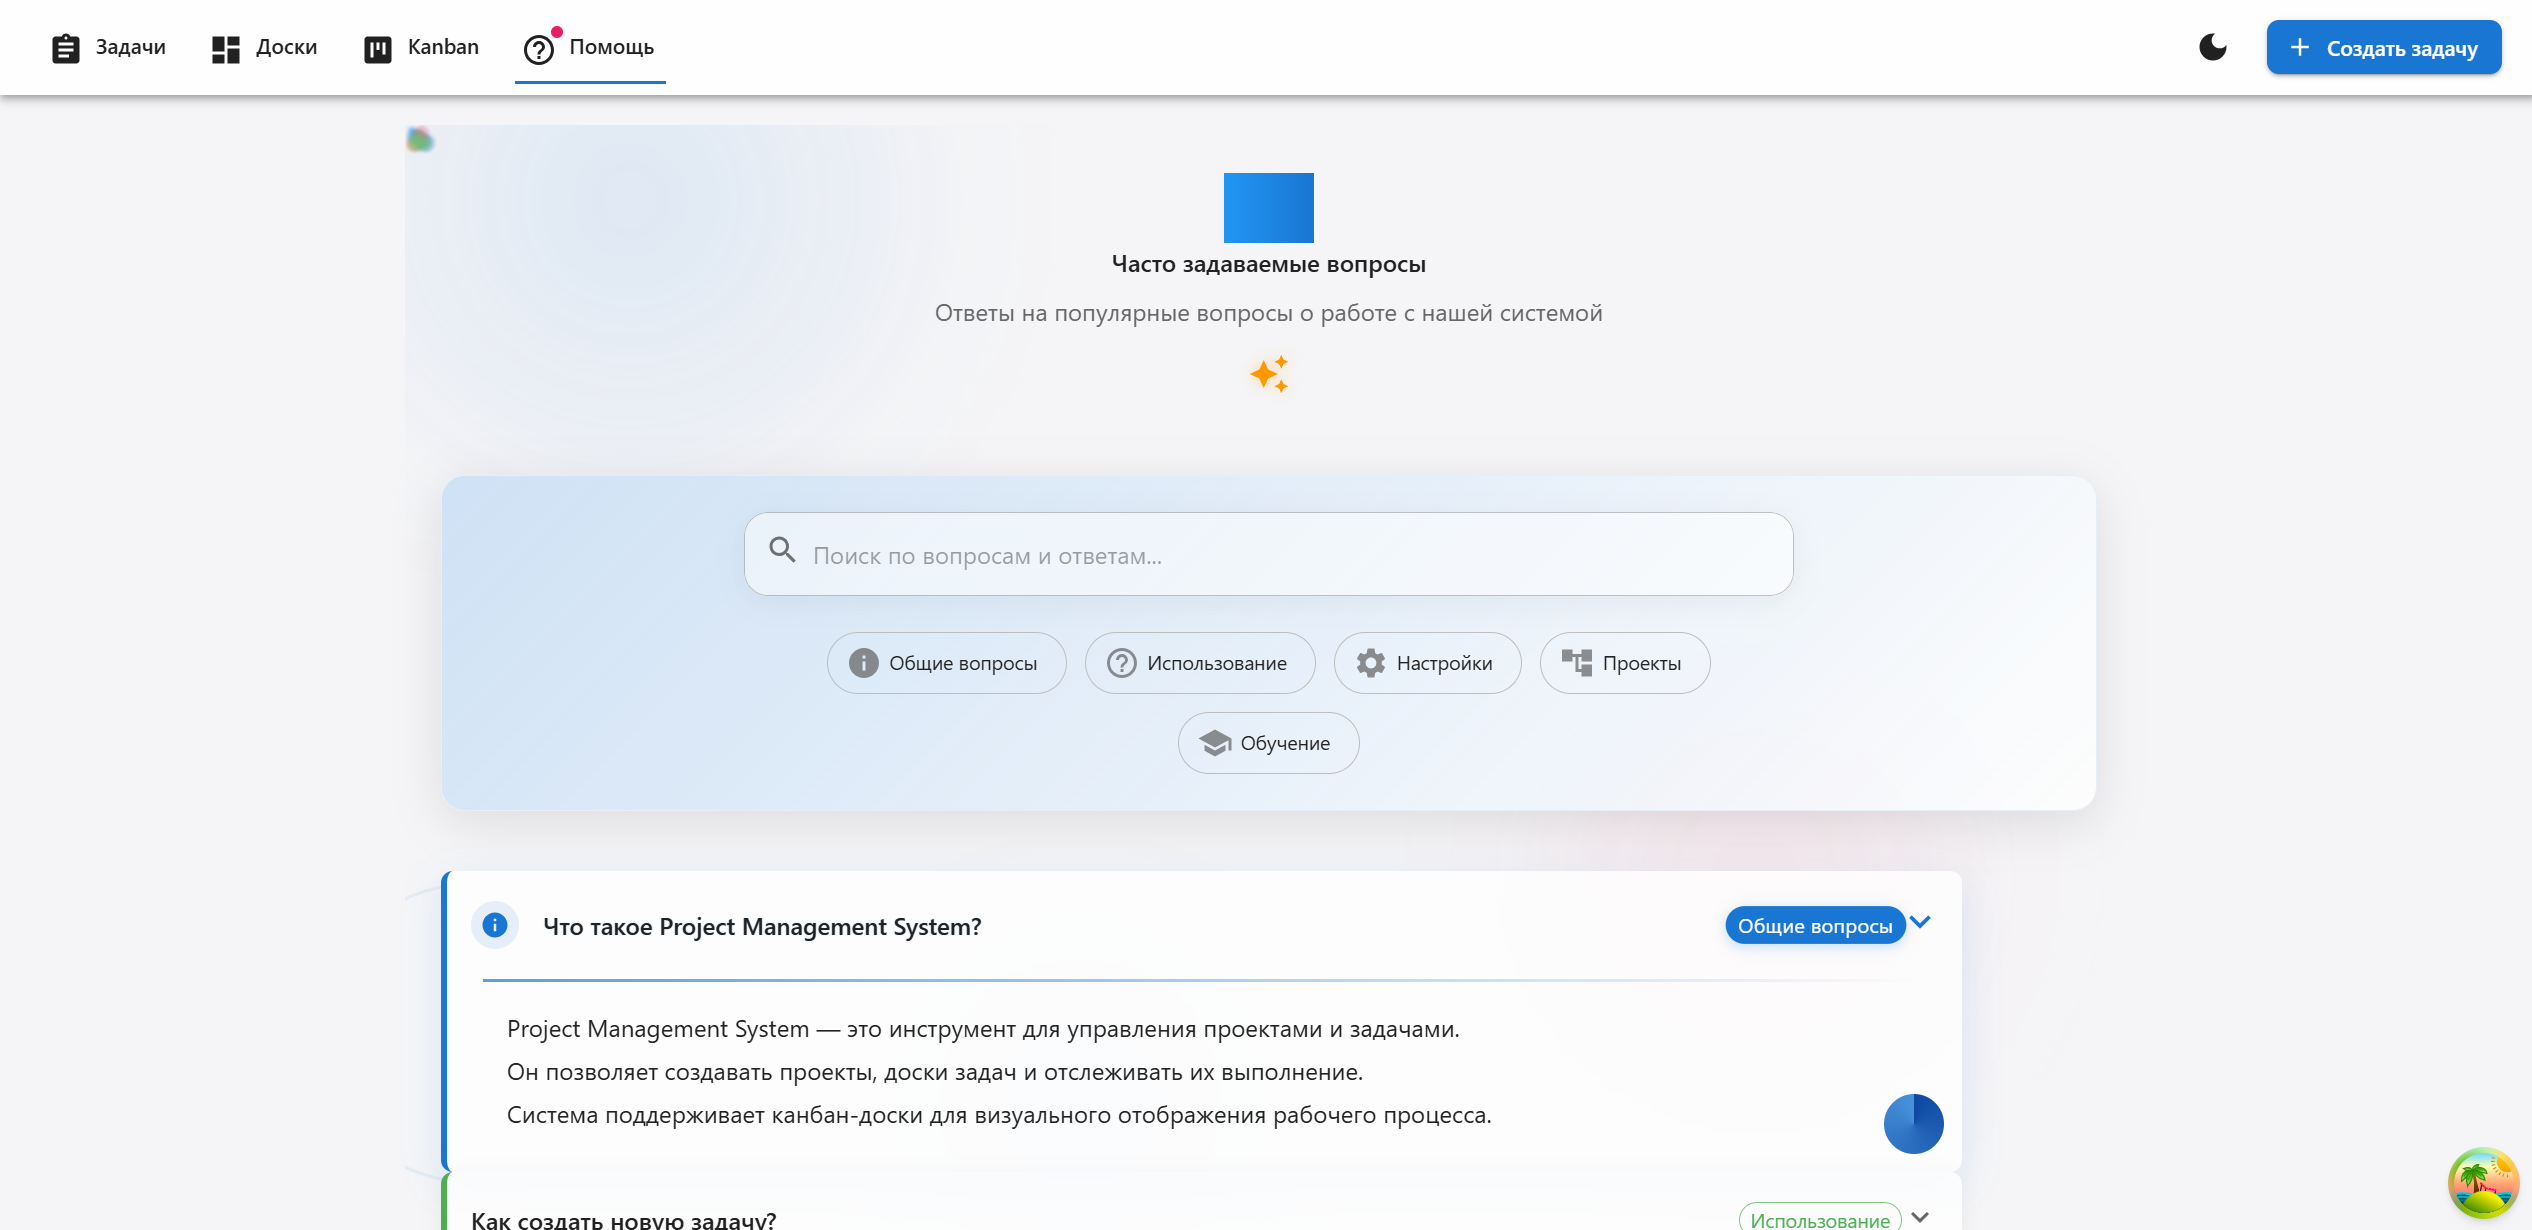 Задачи
Доски
Kanban
Помощь
Создать задачу
Часто задаваемые вопросы
Ответы на популярные вопросы о работе с нашей системой
Поиск по вопросам и ответам...
Общие вопросы
Использование
Настройки
Проекты
Обучение
Что такое Project Management System?
Общие вопросы
Project Management System — это инструмент для управления проектами и задачами.
Он позволяет создавать проекты, доски задач и отслеживать их выполнение.
Система поддерживает канбан-доски для визуального отображения рабочего процесса.
Как создать новую задачу?
Использование